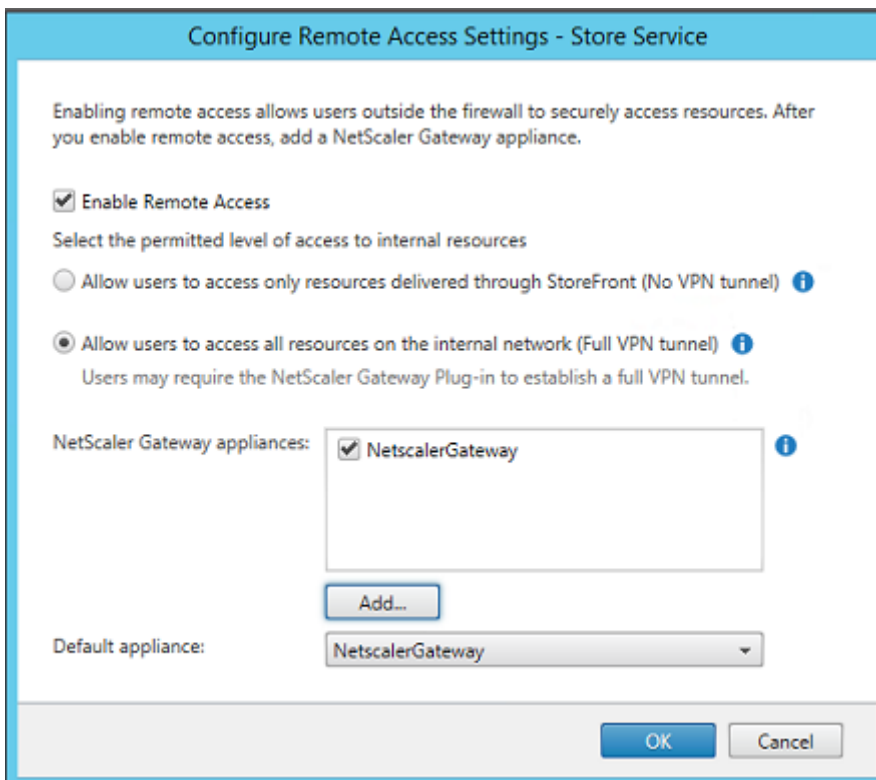 Configure Remote Access Settings - Store Service
Enabling remote access allows users outside the firewall to securely access resources. After
you enable remote access, add a NetScaler Gateway appliance.
Enable Remote Access
Select the permitted level of access to internal resources
Allow users to access only resources delivered through StoreFront (No VPN tunnel)
Allow users to access all resources on the internal network (Full VPN tunnel)
Users may require the NetScaler Gateway Plug-in to establish a full VPN tunnel.
NetScaler Gateway appliances:
NetscalerGateway
Add...
Default appliance:
NetscalerGateway
OK
Cancel